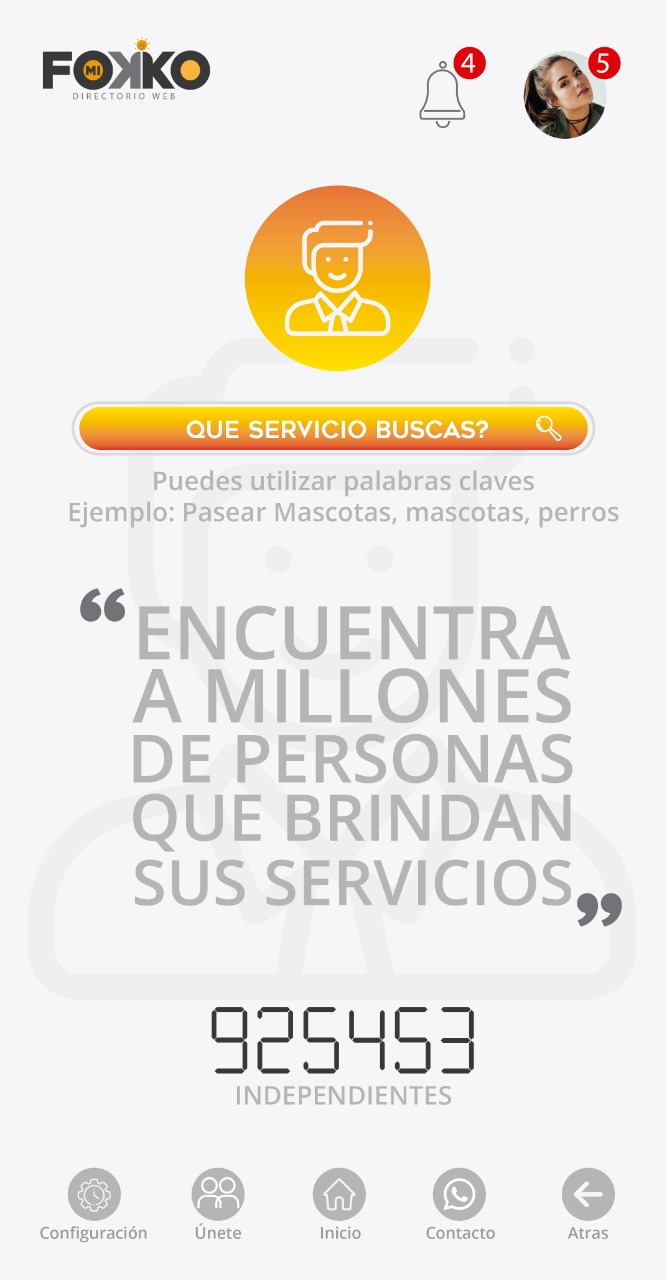 FOKKO
MI
DIRECTORIO WEB
4
5
QUE SERVICIO BUSCAS?
Puedes utilizar palabras claves
Ejemplo: Pasear Mascotas, mascotas, perros
“ENCUENTRA
A MILLONES
DE PERSONAS
QUE BRINDAN
SUS SERVICIOS”
925453
INDEPENDIENTES
Configuración
Únete
Inicio
Contacto
Atras